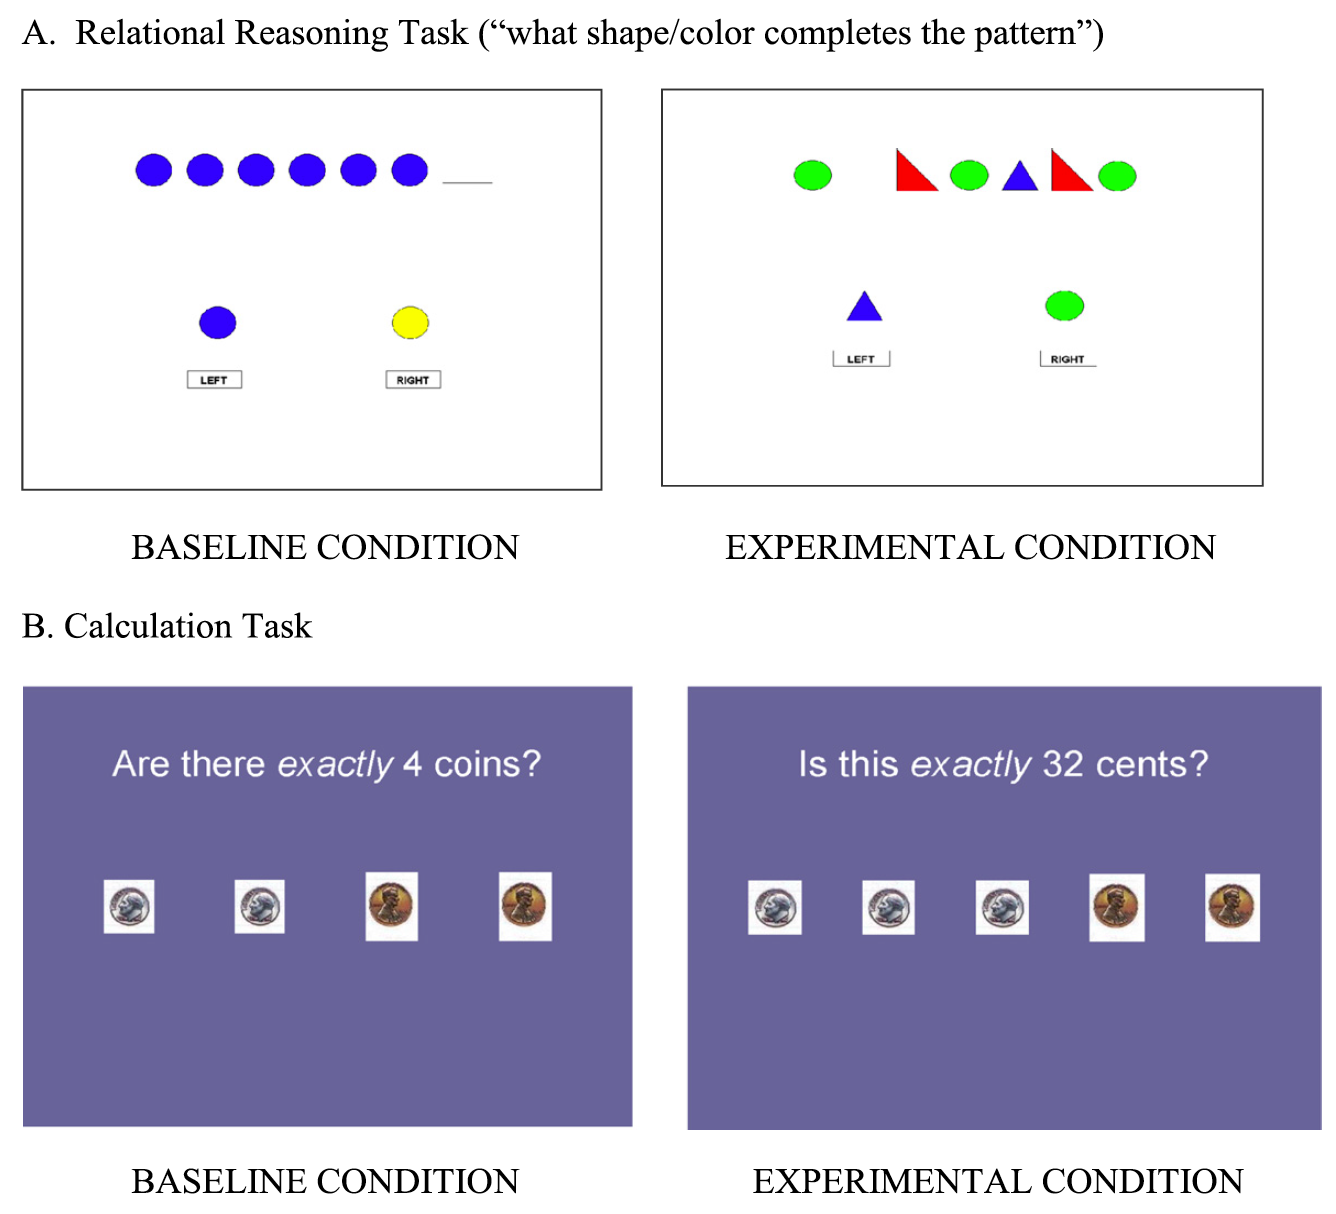 A. Relational Reasoning Task (“what shape/color completes the pattern”)
LEFT
RIGHT
LEFT
RIGHT
BASELINE CONDITION
EXPERIMENTAL CONDITION
B. Calculation Task
Are there exactly 4 coins?
Is this exactly 32 cents?
BASELINE CONDITION
EXPERIMENTAL CONDITION